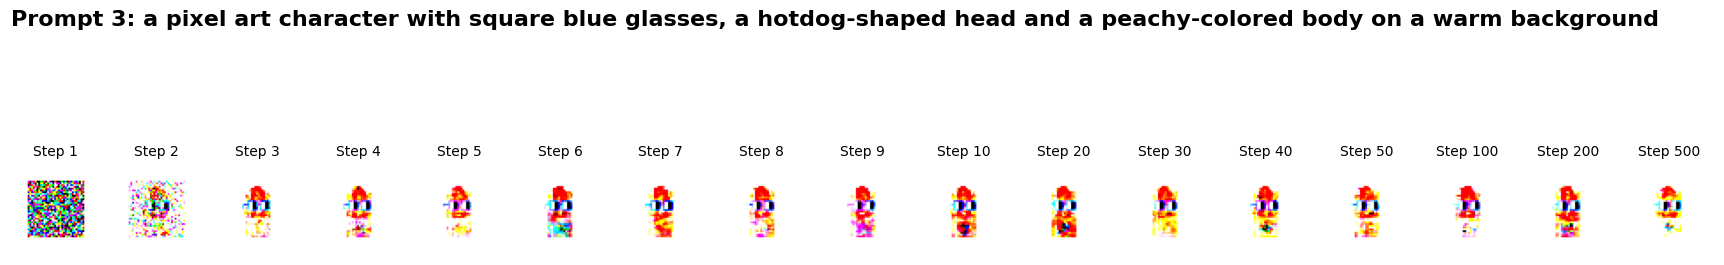 Prompt 3: a pixel art character with square blue glasses, a hotdog-shaped head and a peachy-colored body on a warm background
Step 1 Step 2 Step 3 Step 4 Step 5 Step 6 Step 7 Step 8 Step 9 Step 10 Step 20 Step 30 Step 40 Step 50 Step 100 Step 200 Step 500